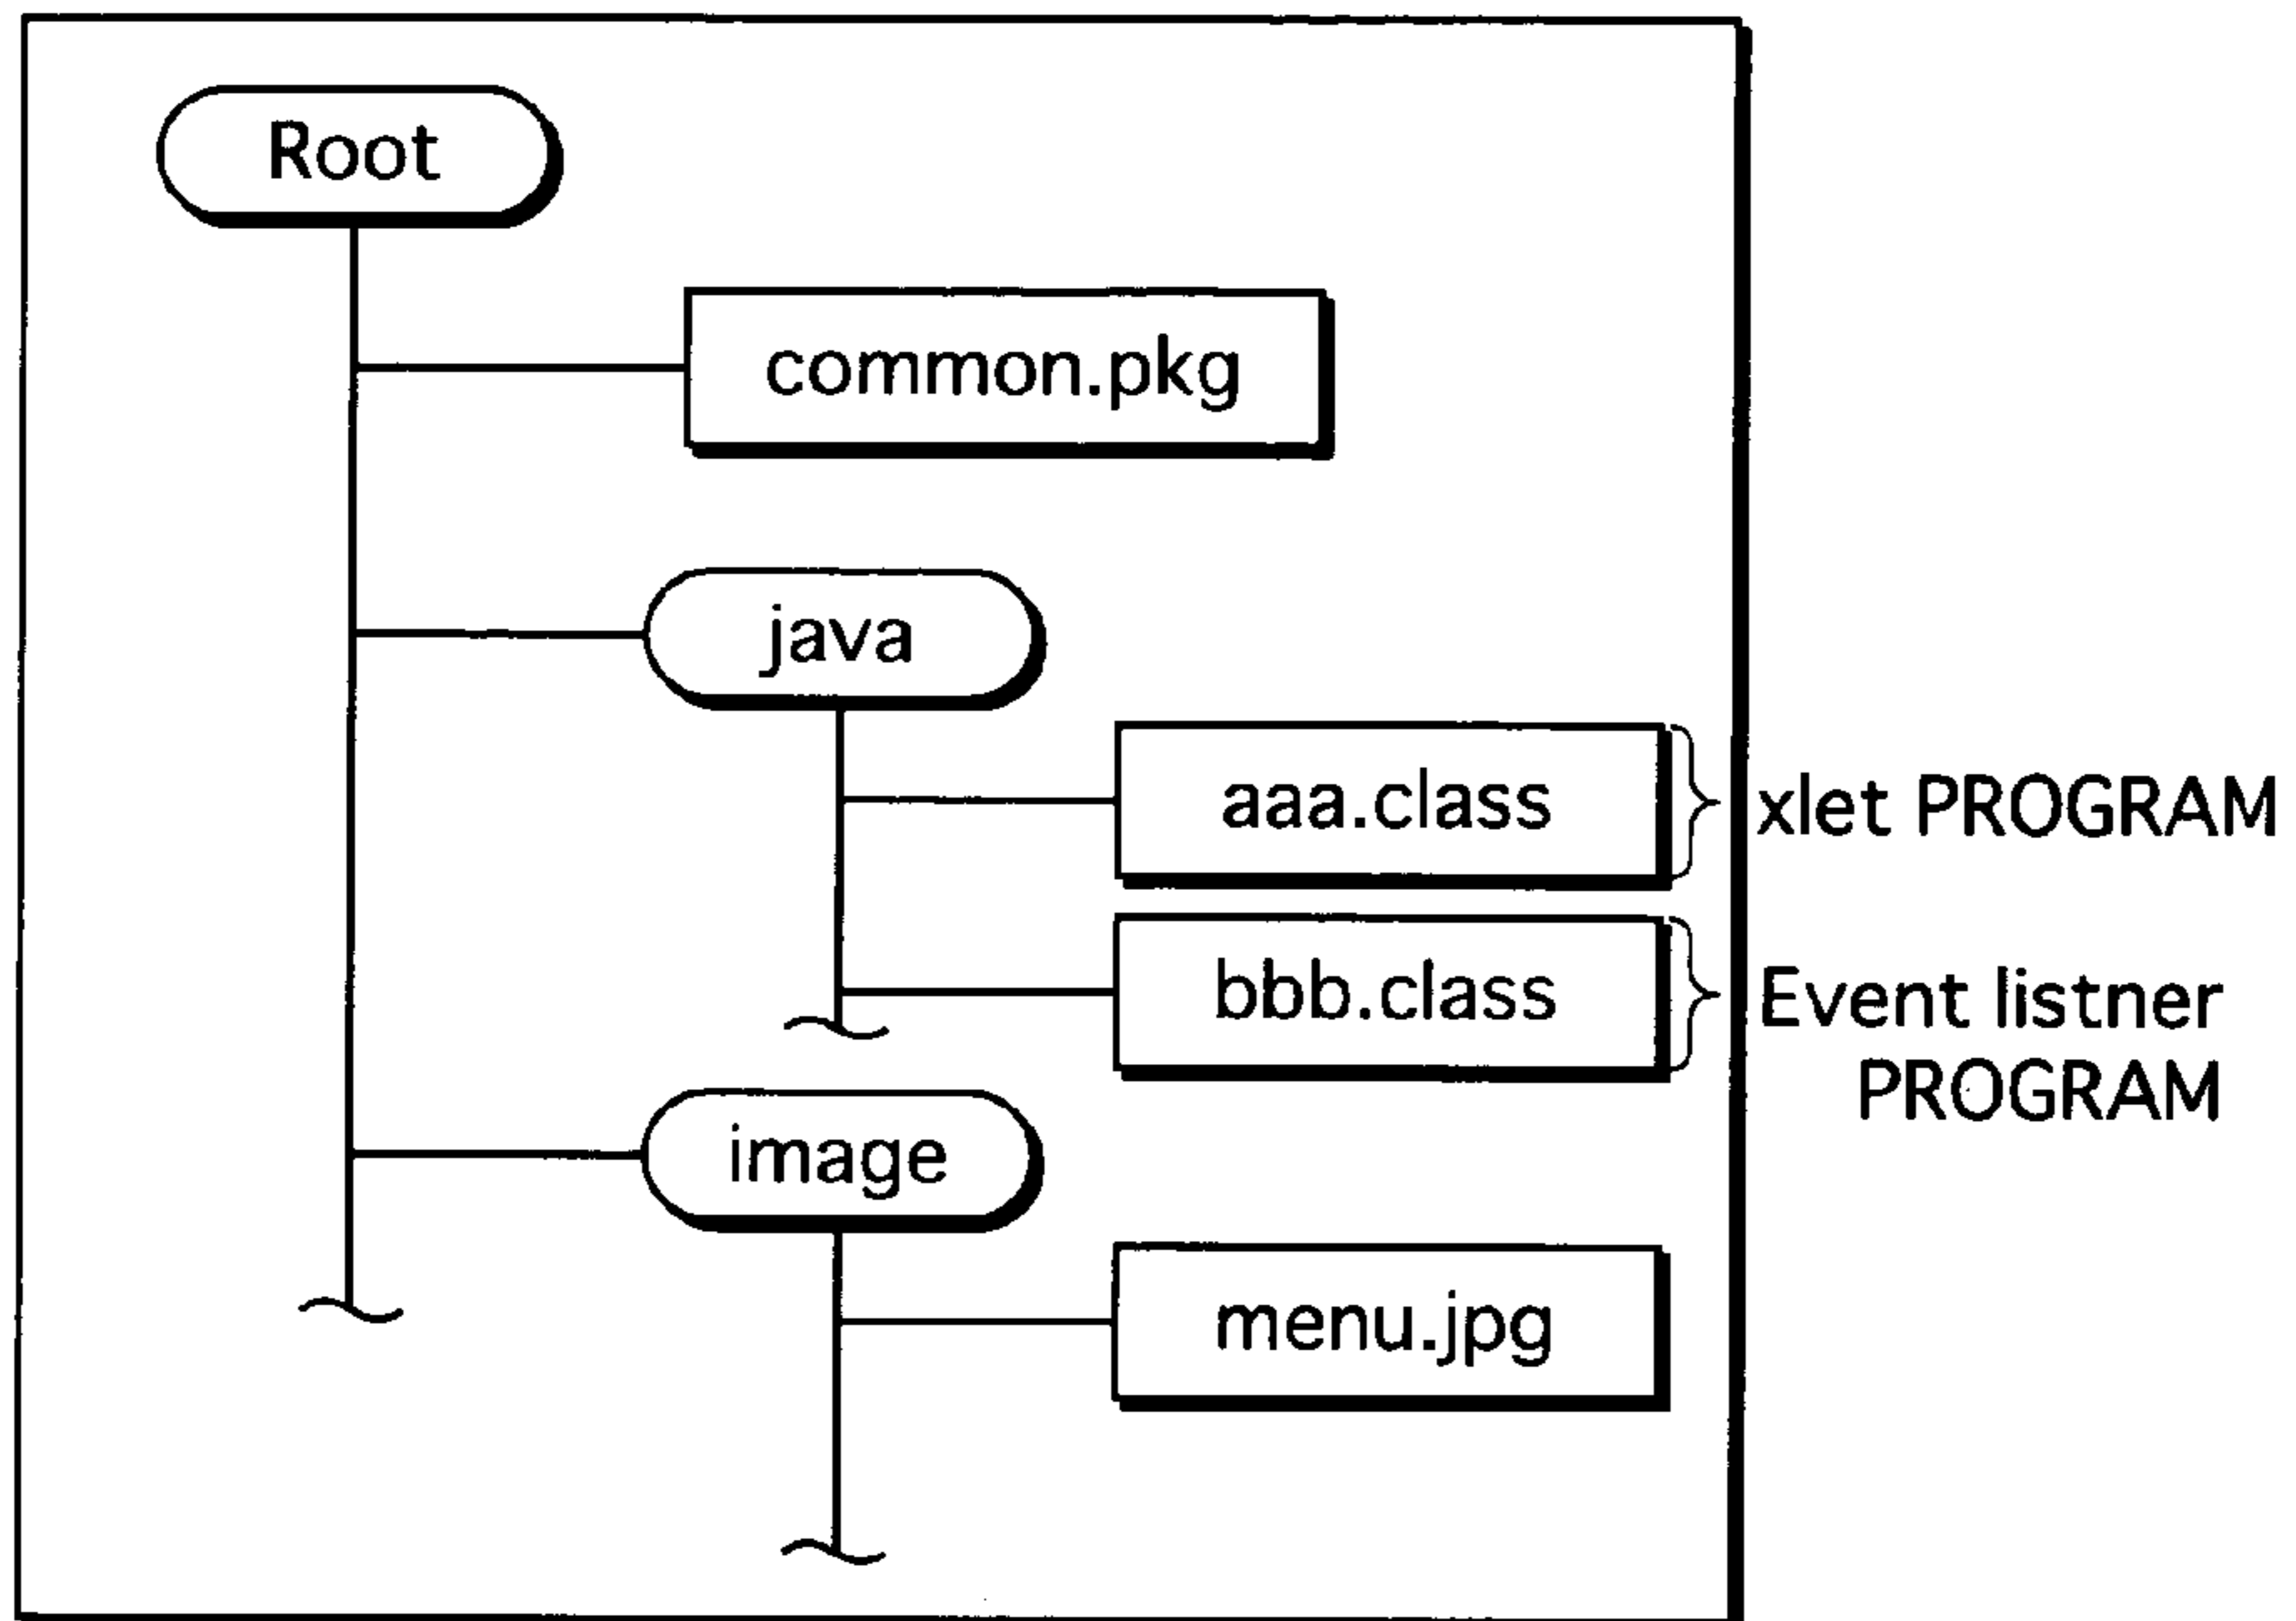 Root
common.pkg
java
aaa.class
xlet PROGRAM
bbb.class
Event listner
PROGRAM
image
menu.jpg